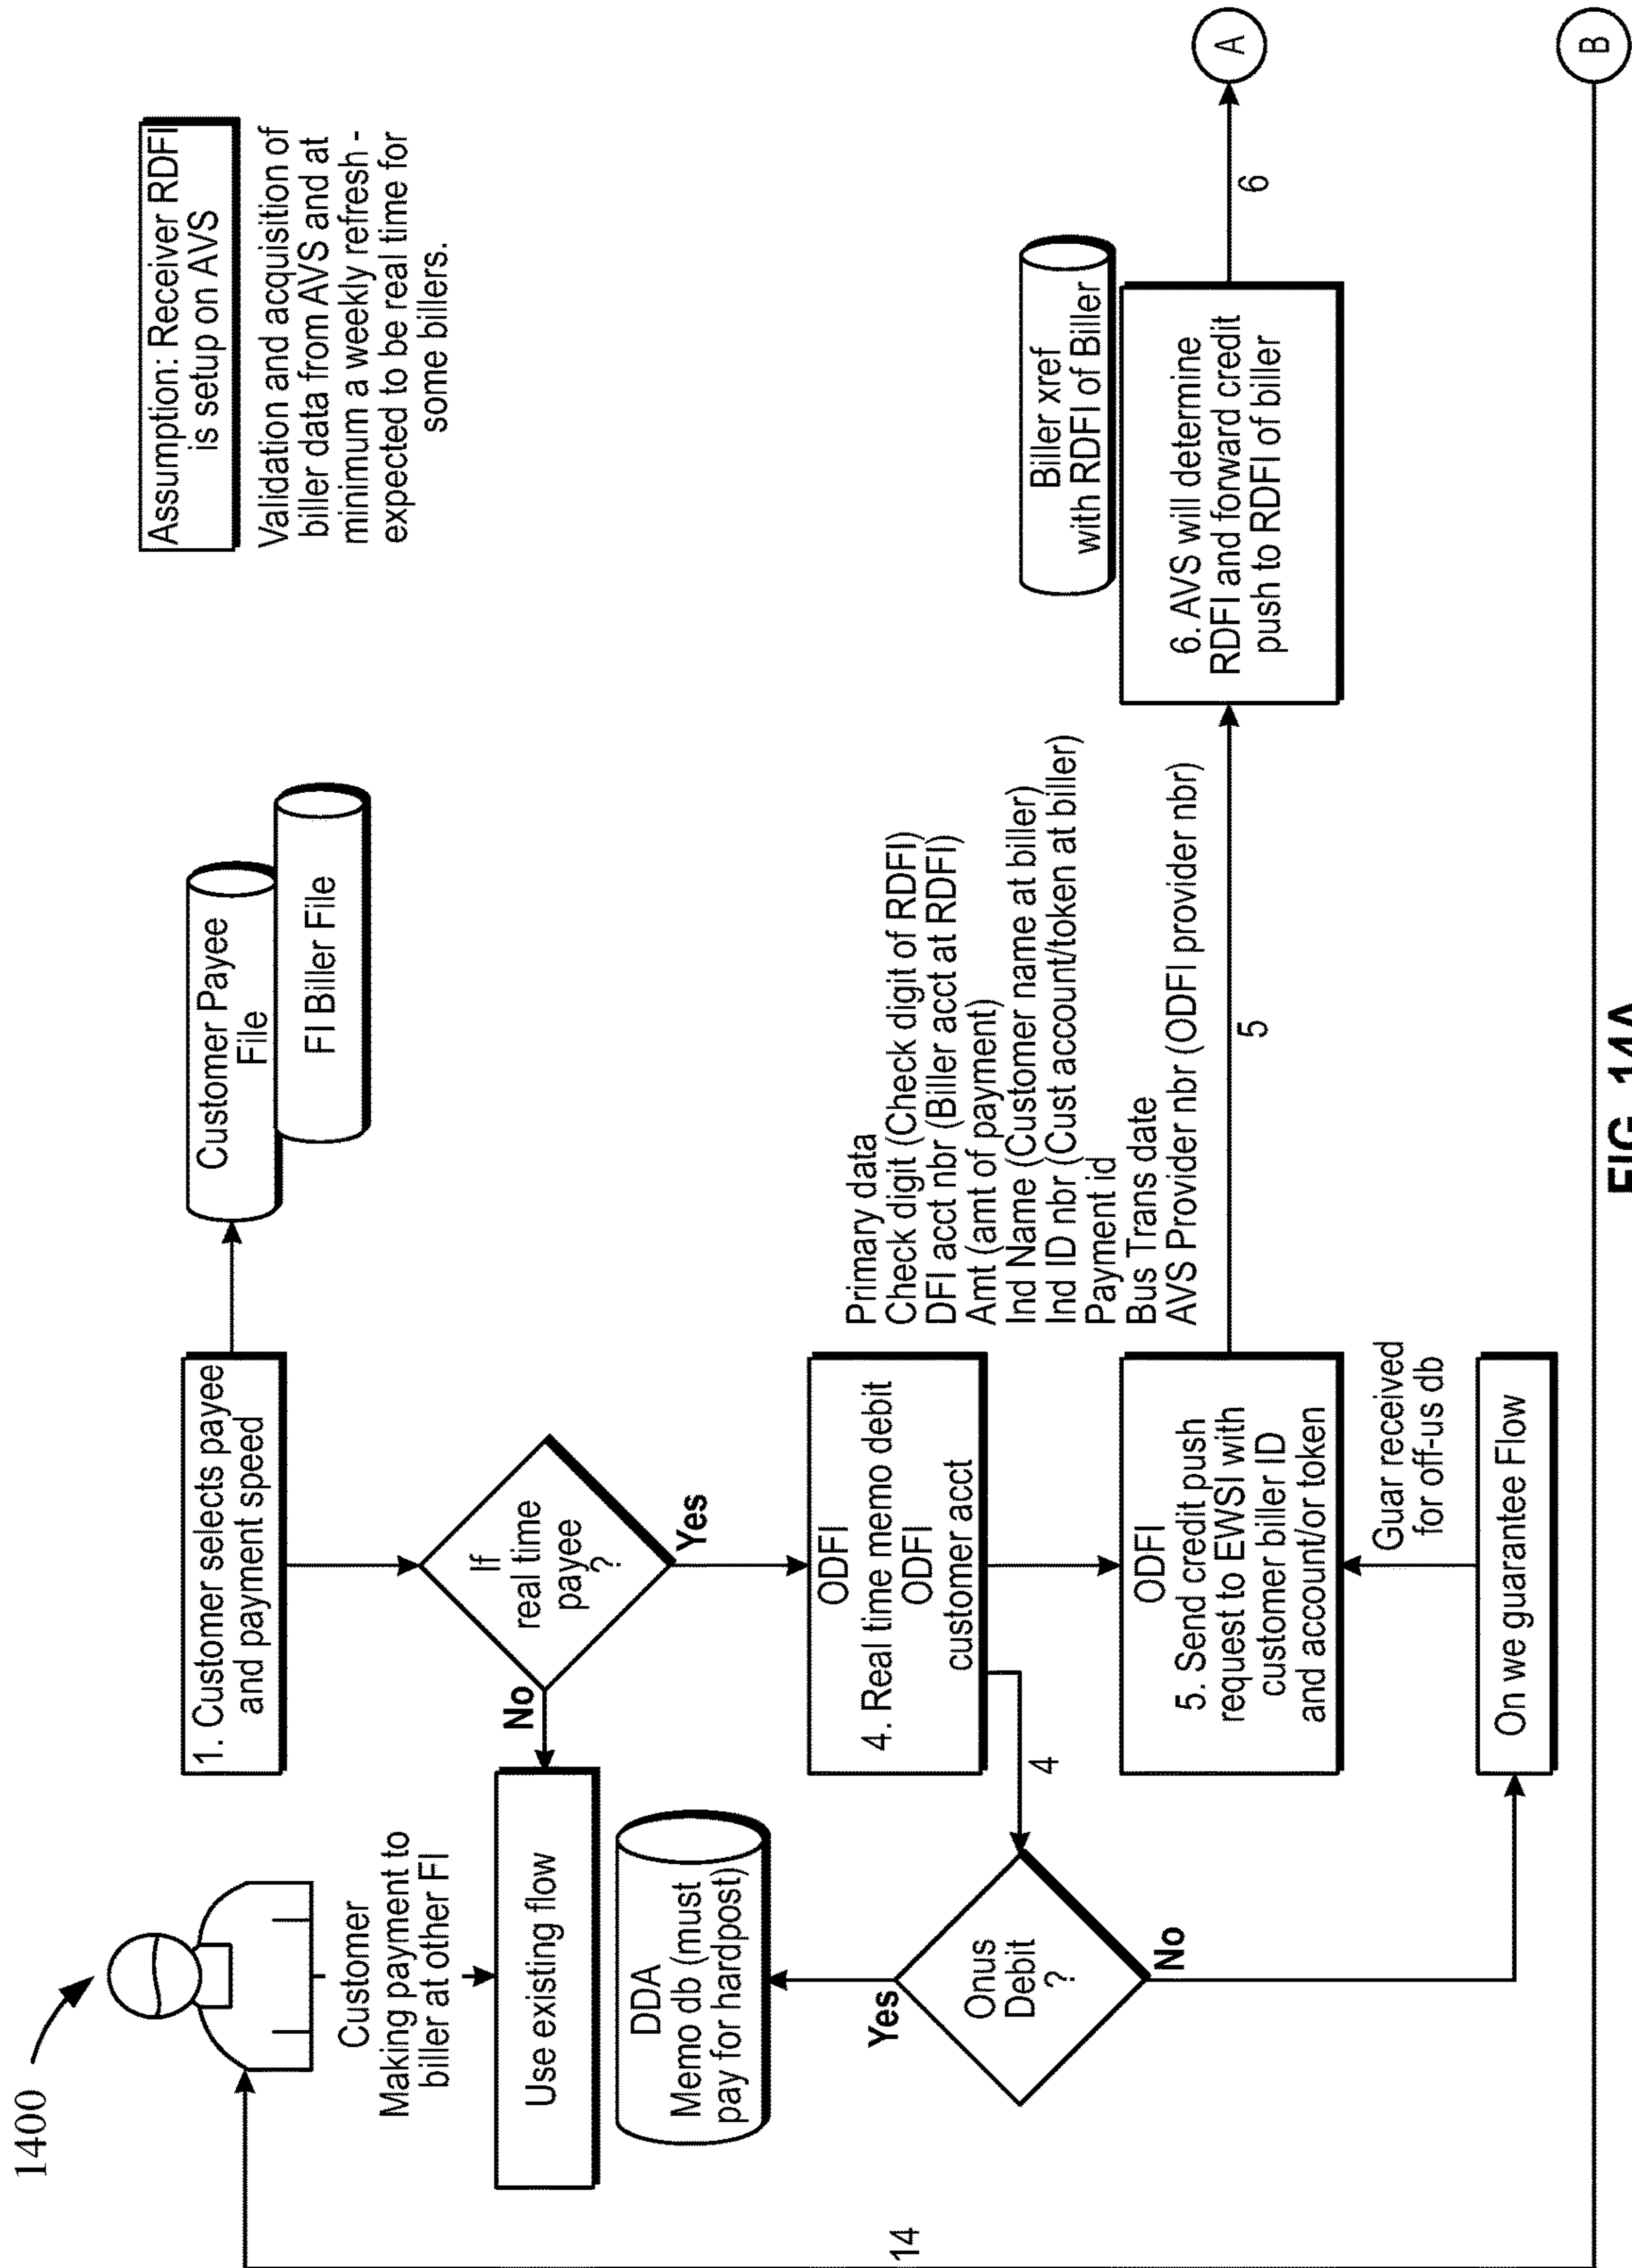 1400
Customer
Making payment to
biller at other FI
1. Customer selects payee
and payment speed
Customer Payee
File
FI Biller File
Assumption: Receiver RDFI
is setup on AVS
Validation and acquisition of
biller data from AVS and at
minimum a weekly refresh -
expected to be real time for
some billers.
If
real time
payee
?
No
Yes
Use existing flow
DDA
Memo db (must
pay for hardpost)
ODFI
4. Real time memo debit
ODFI
customer acct
4
Onus
Debit
?
Yes
No
Primary data
Check digit (Check digit of RDFI)
DFI acct nbr (Biller acct at RDFI)
Amt (amt of payment)
Ind Name (Customer name at biller)
Ind ID nbr (Cust account/token at biller)
Payment id
Bus Trans date
AVS Provider nbr (ODFI provider nbr)
ODFI
5. Send credit push
request to EWSI with
customer biller ID
and account/or token
5
Biller xref
with RDFI of Biller
6. AVS will determine
RDFI and forward credit
push to RDFI of biller
6
A
Guar received
for off-us db
On we guarantee Flow
14
B
FIG. 14A